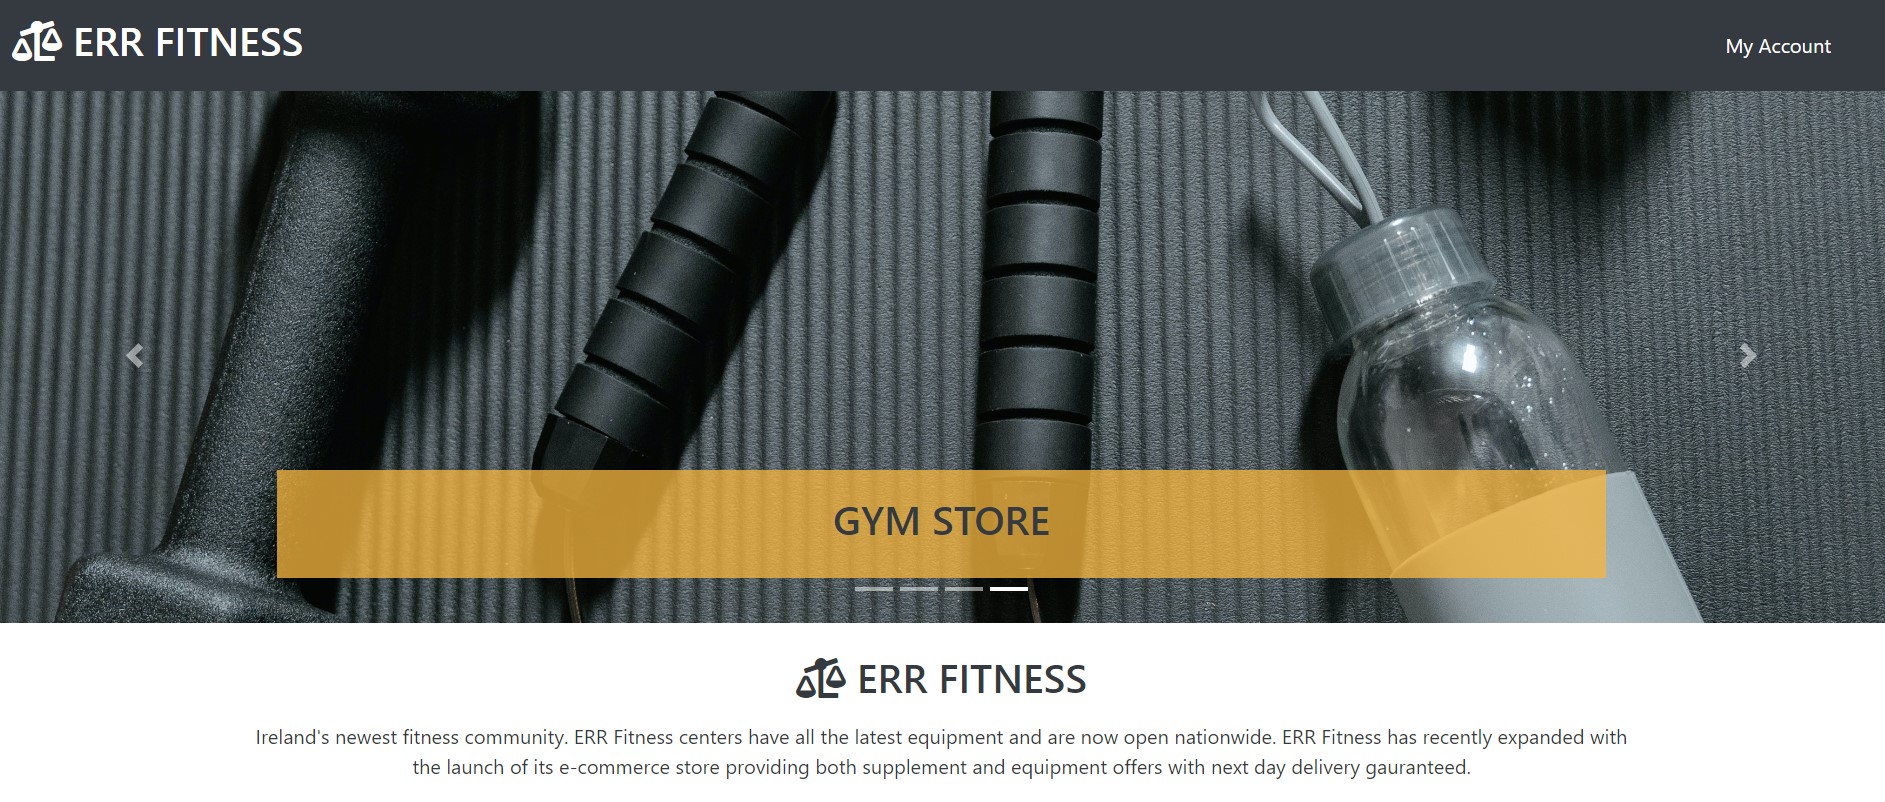 ERR FITNESS
My Account
GYM STORE
ERR FITNESS
Ireland's newest fitness community. ERR Fitness centers have all the latest equipment and are now open nationwide. ERR Fitness has recently expanded with
the launch of its e-commerce store providing both supplement and equipment offers with next day delivery gauranteed.